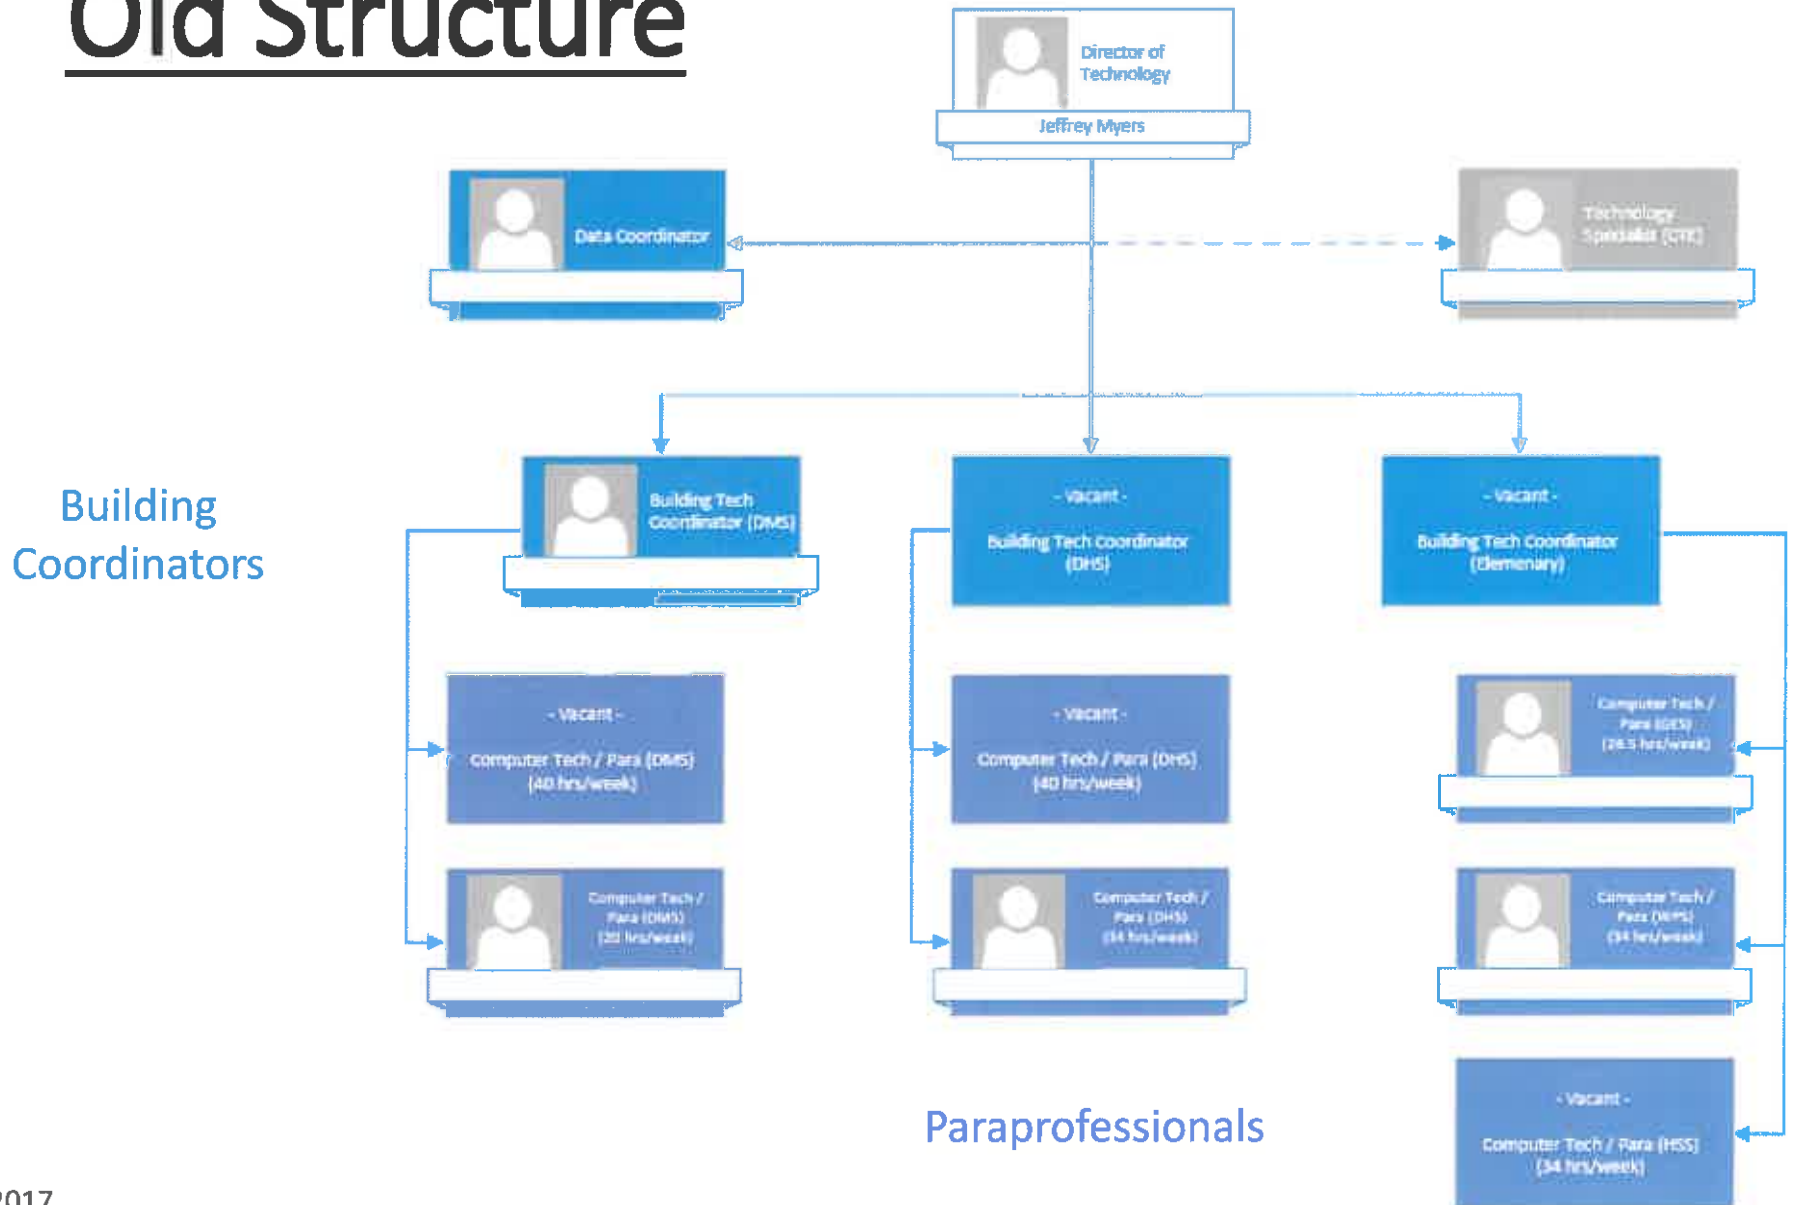 Old Structure
Director of
Technology
Jeffrey Myers
Data Coordinator
Technology
Specialist (CTE)
Building
Coordinators
Building Tech
Coordinator (DMS)
- Vacant -
Building Tech Coordinator
(DHS)
- Vacant -
Building Tech Coordinator
(Elemenary)
- Vacant -
Computer Tech / Para (DMS)
(40 hrs/week)
- Vacant -
Computer Tech / Para (DHS)
(40 hrs/week)
Computer Tech /
Para (GES)
(26.5 hrs/week)
Computer Tech /
Para (DMS)
(20 hrs/week)
Computer Tech /
Para (DHS)
(34 hrs/week)
Computer Tech /
Para (WPS)
(34 hrs/week)
Paraprofessionals
- Vacant -
Computer Tech / Para (HSS)
(34 hrs/week)
2017